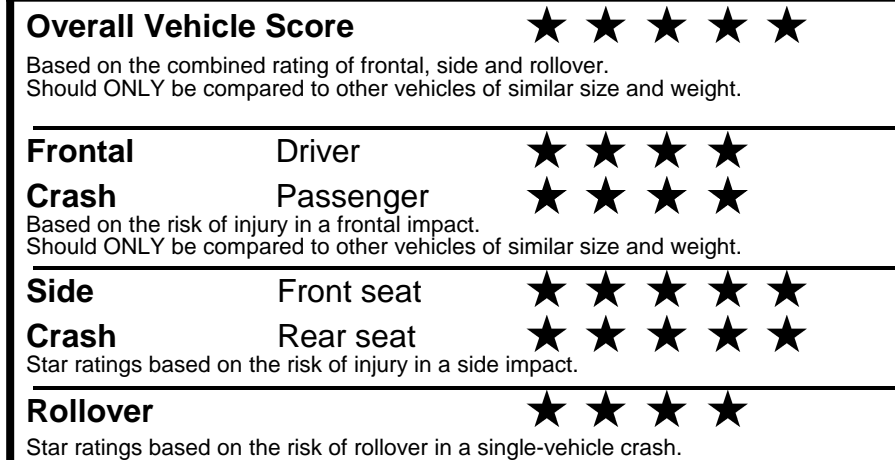 Overall Vehicle Score ★ ★ ★ ★ ★
Based on the combined rating of frontal, side and rollover.
Should ONLY be compared to other vehicles of similar size and weight.
Frontal Driver ★ ★ ★ ★
Crash Passenger ★ ★ ★ ★
Based on the risk of injury in a frontal impact.
Should ONLY be compared to other vehicles of similar size and weight.
Side Front seat ★ ★ ★ ★ ★
Crash Rear seat ★ ★ ★ ★ ★
Star ratings based on the risk of injury in a side impact.
Rollover ★ ★ ★ ★
Star ratings based on the risk of rollover in a single-vehicle crash.